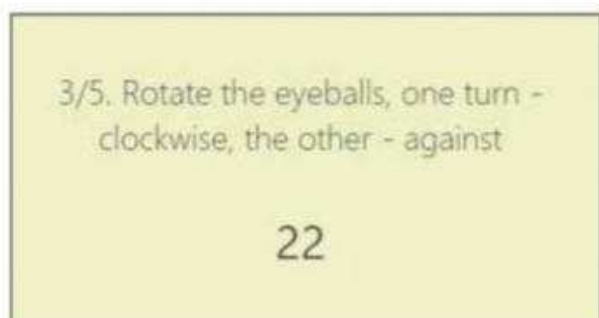 3/5. Rotate the eyeballs, one turn -
clockwise, the other - against
22